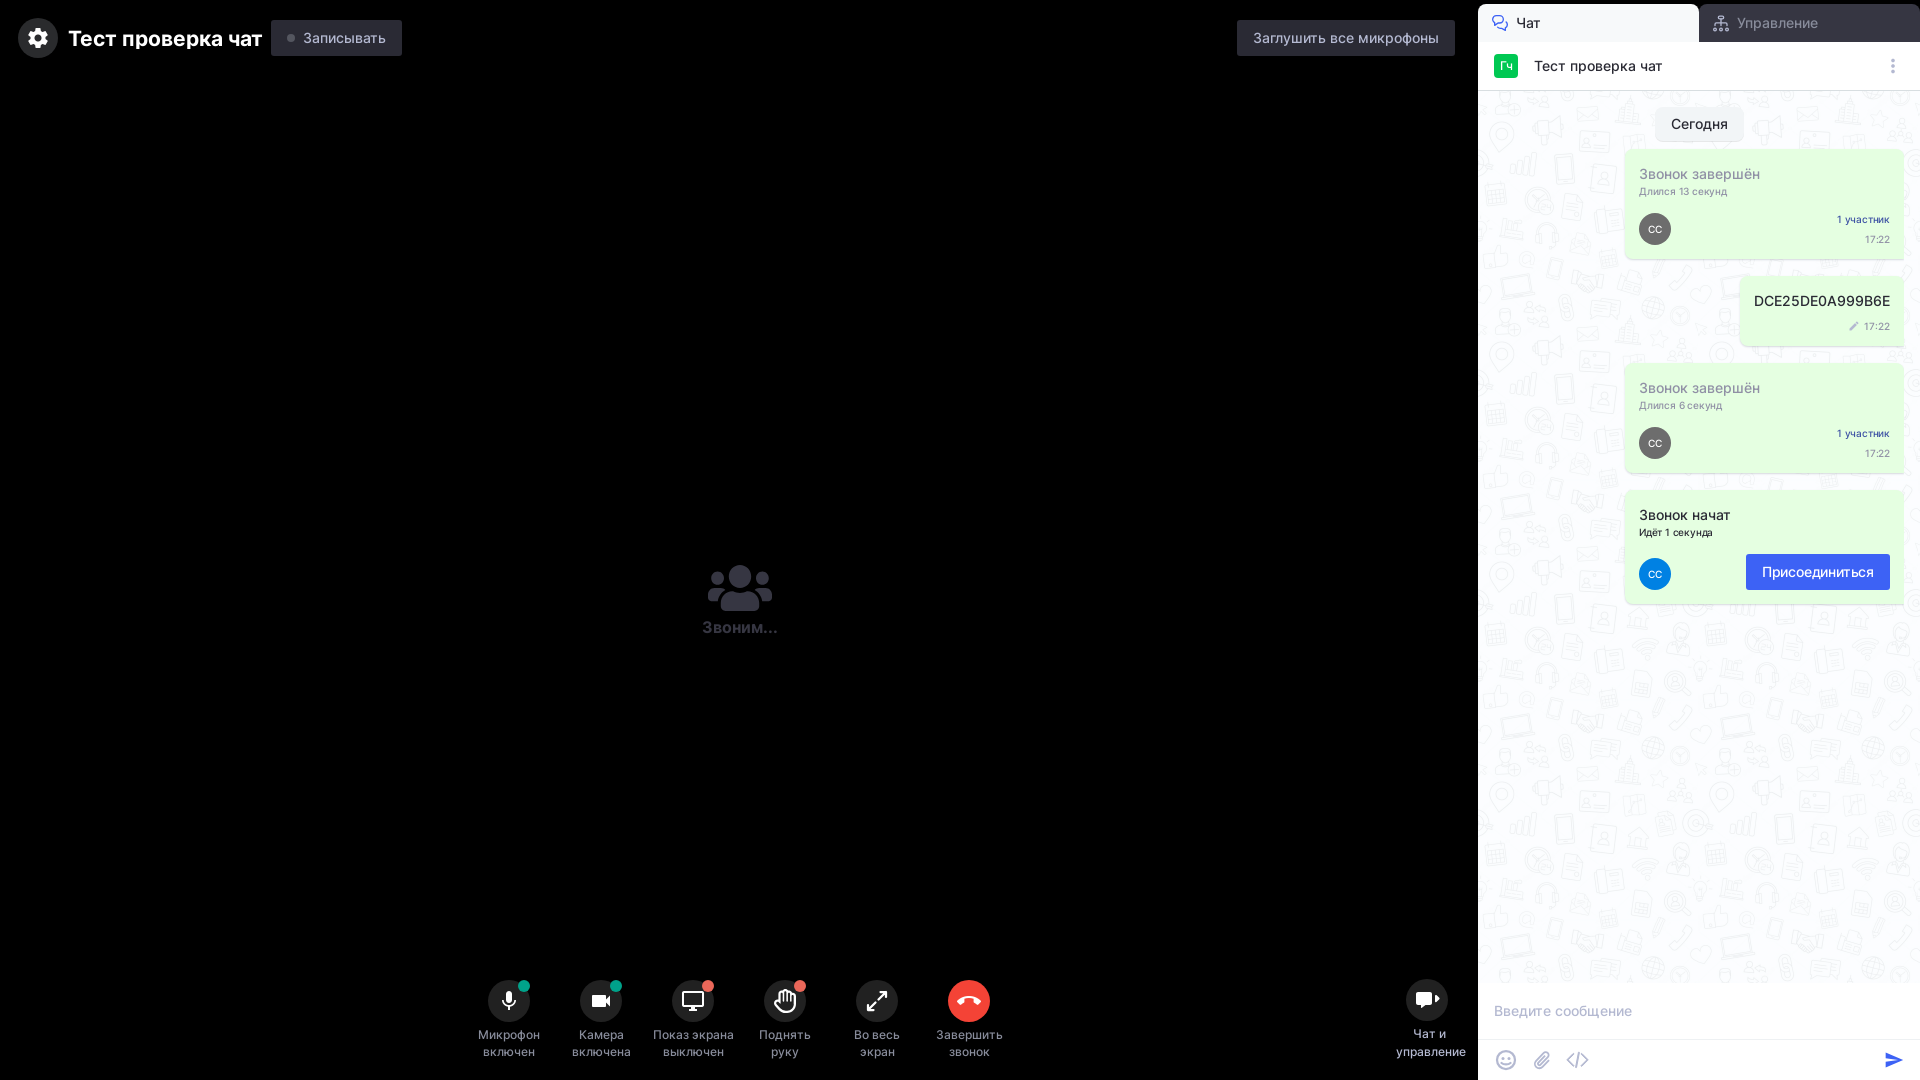 Тест проверка чат
Записывать
Заглушить все микрофоны
Звоним...
Микрофон
включен
Камера
включена
Показ экрана
выключен
Поднять
руку
Во весь
экран
Завершить
звонок
Чат и
управление
Чат
Управление
Гч
Тест проверка чат
Сегодня
Звонок завершён
Длился 13 секунд
СС
1 участник
17:22
DCE25DE0A999B6E
17:22
Звонок завершён
Длился 6 секунд
СС
1 участник
17:22
Звонок начат
Идёт 1 секунда
СС
Присоединиться
Введите сообщение